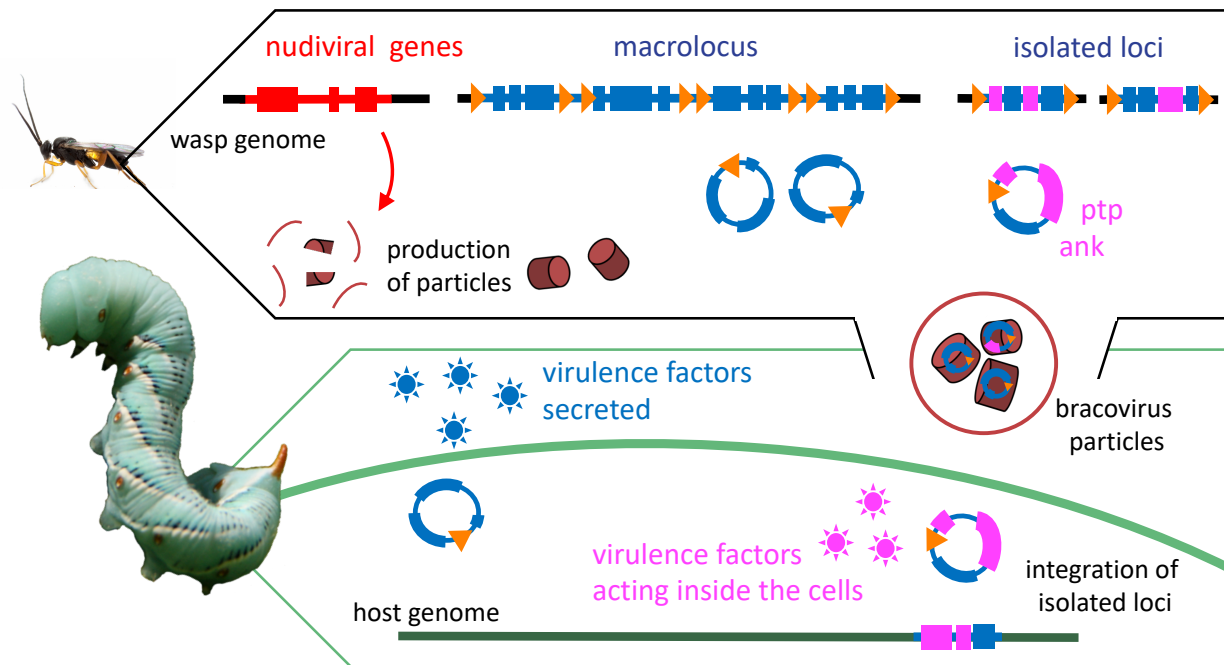 nudiviral genes
macrolocus
isolated loci
wasp genome
ptp
ank
production
of particles
virulence factors
secreted
bracovirus
particles
virulence factors
acting inside the cells
integration of
isolated loci
host genome